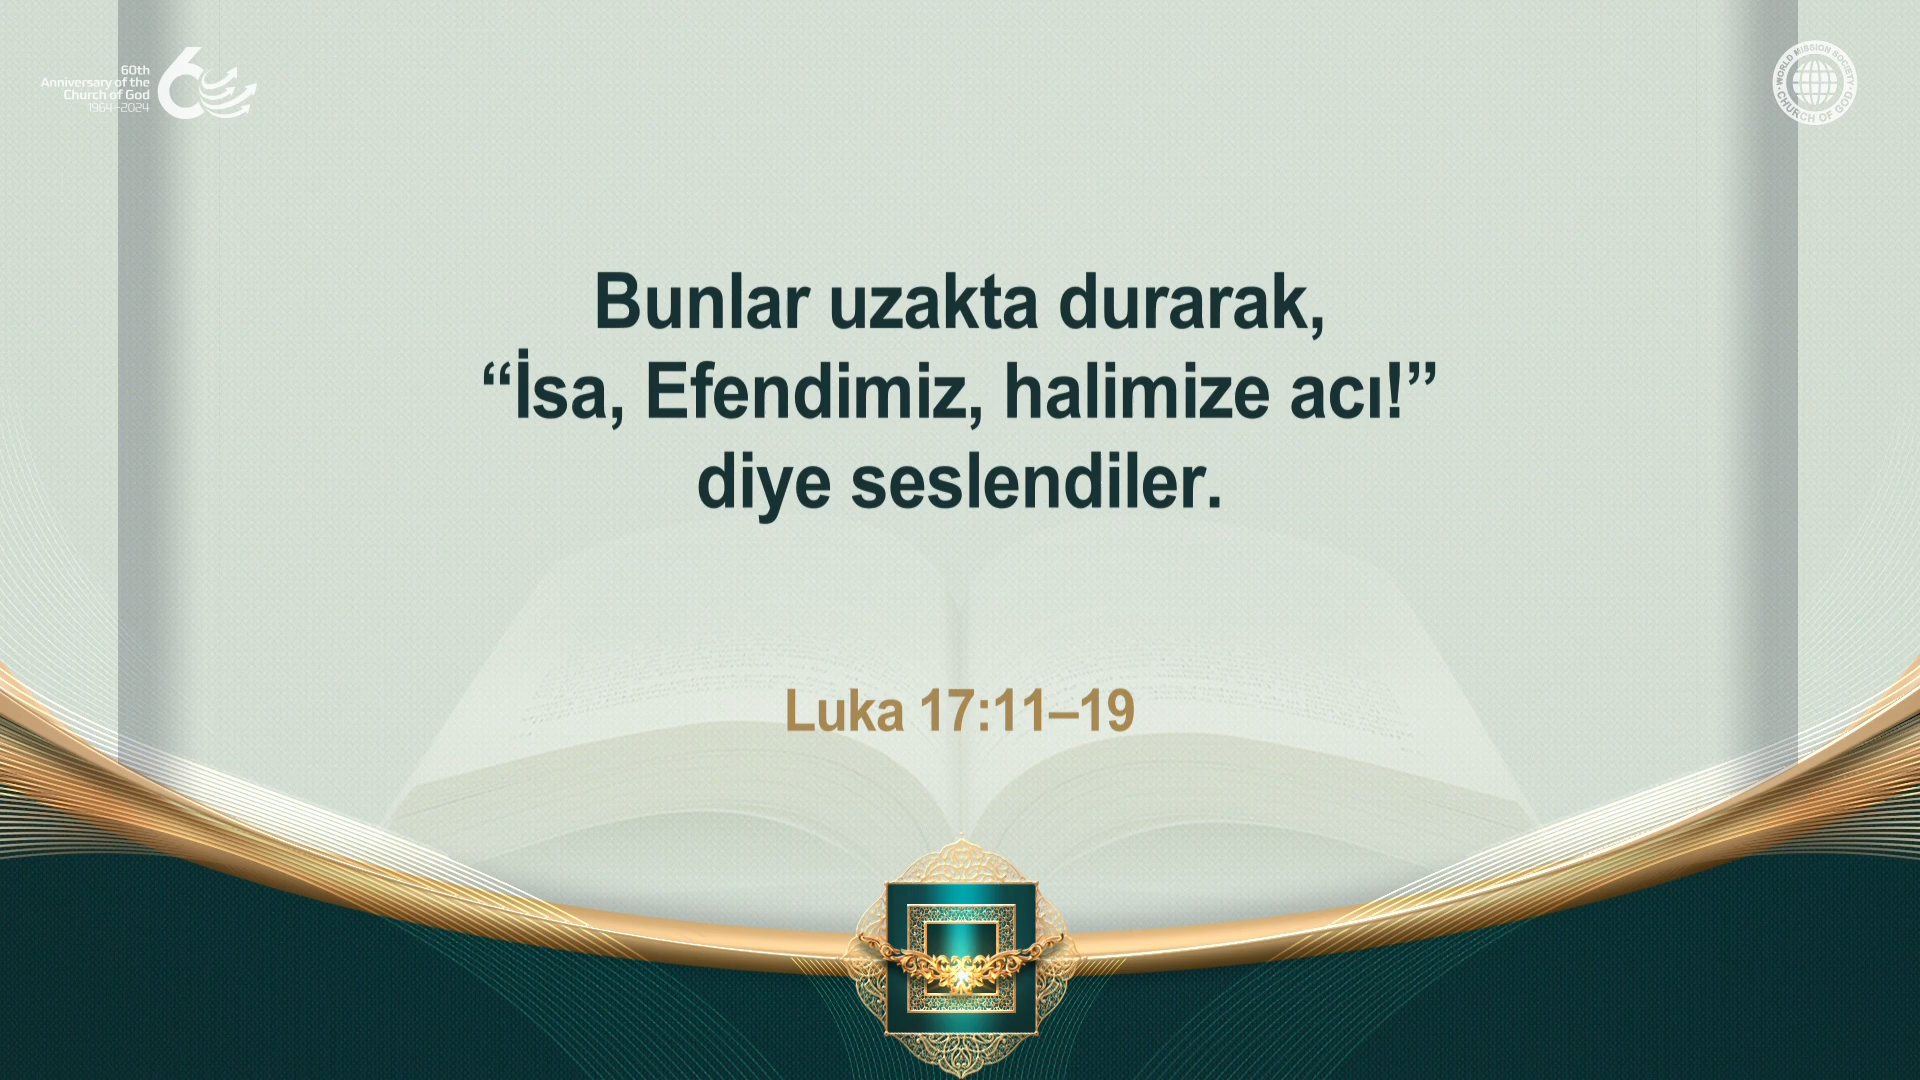 60th
Anniversary of the
Church of God
1964–2024
WORLD MISSION SOCIETY
CHURCH OF GOD
Bunlar uzakta durarak,
“İsa, Efendimiz, halimize acı!”
diye seslendiler.
Luka 17:11–19